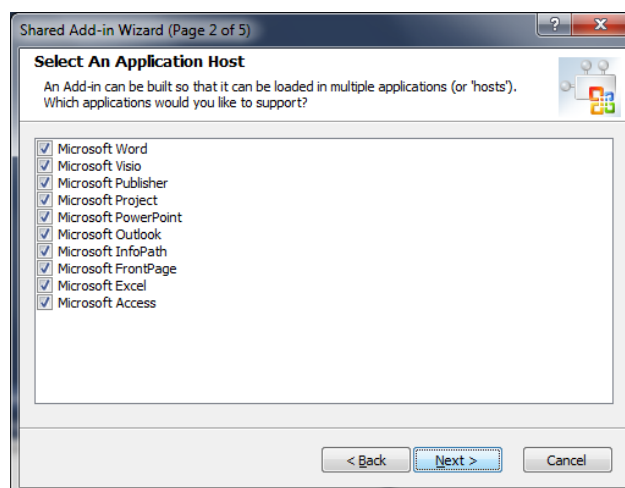 Shared Add-in Wizard (Page 2 of 5)
?
X
Select An Application Host
An Add-in can be built so that it can be loaded in multiple applications (or 'hosts').
Which applications would you like to support?
Microsoft Word
Microsoft Visio
Microsoft Publisher
Microsoft Project
Microsoft PowerPoint
Microsoft Outlook
Microsoft InfoPath
Microsoft FrontPage
Microsoft Excel
Microsoft Access
< Back
Next >
Cancel